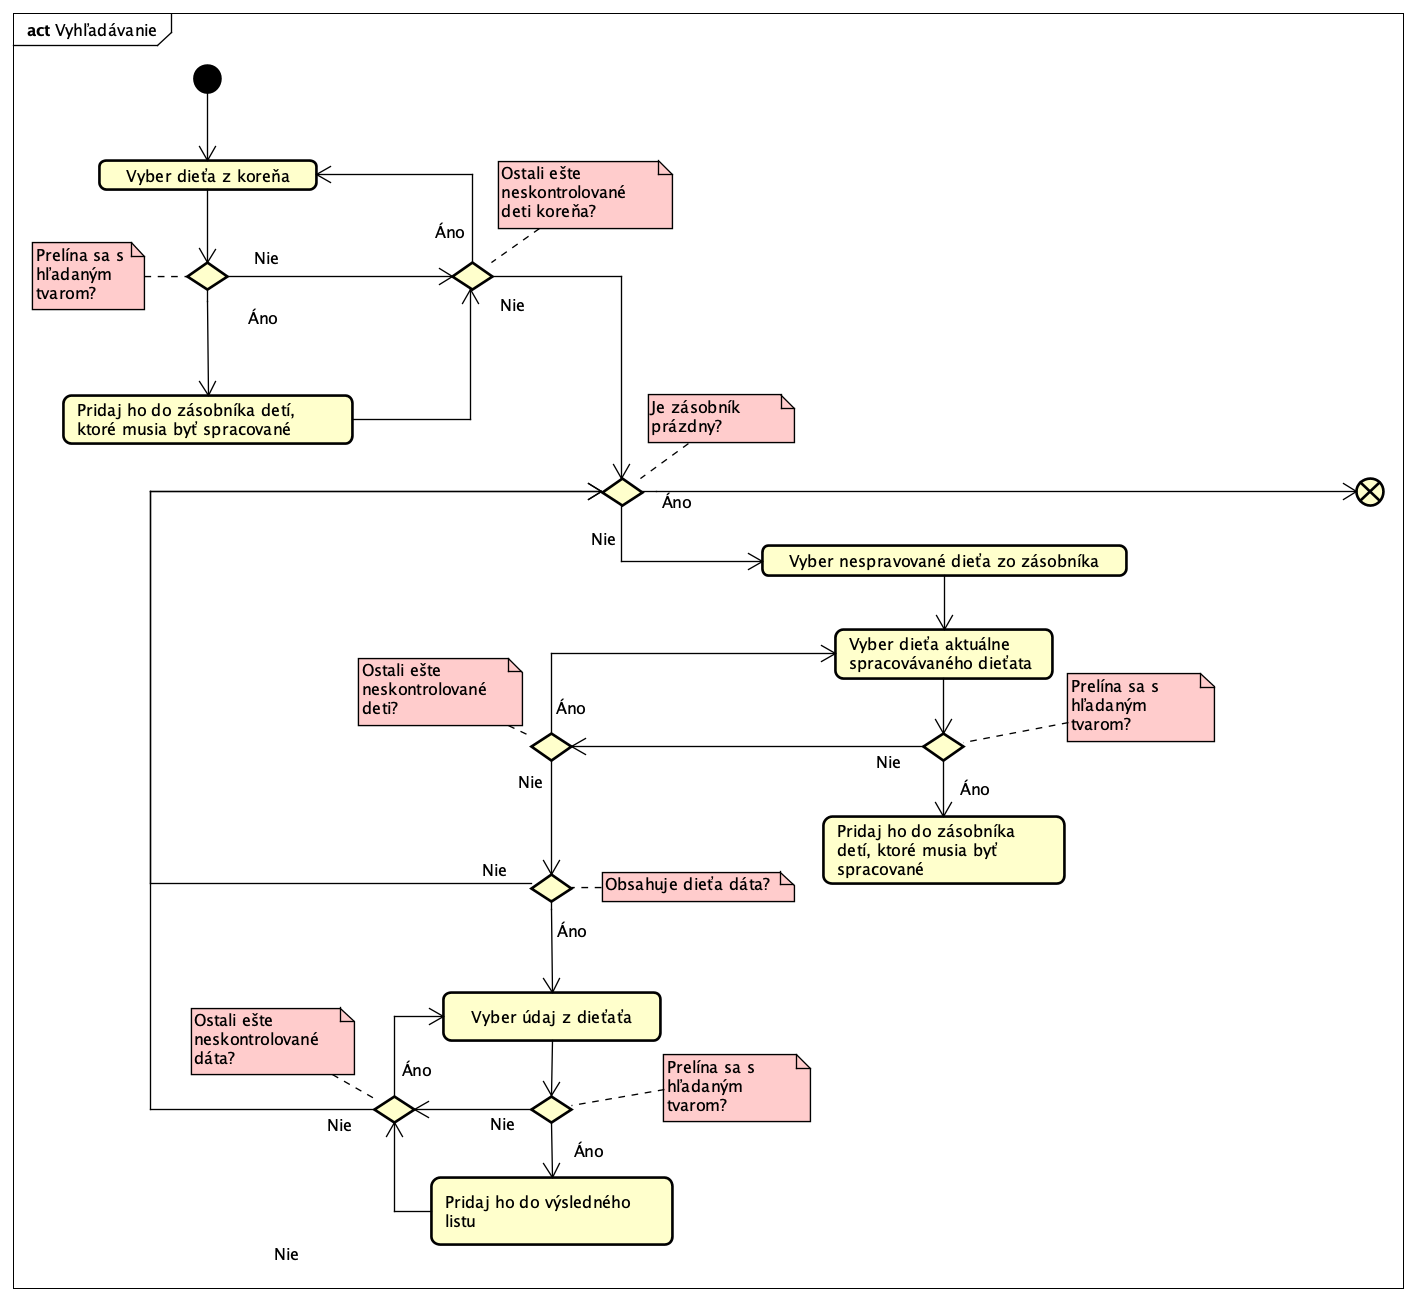 act Vyhľadávanie
Vyber dieťa z koreňa
Ostali ešte
neskontrolované
deti koreňa?
Áno
Prelína sa s
hľadaným
tvarom?
Nie
Nie
Áno
Pridaj ho do zásobníka detí,
ktoré musia byť spracované
Je zásobník
prázdny?
Áno
Nie
Vyber nespravované dieťa zo zásobníka
Vyber dieťa aktuálne
spracovávaného dieťata
Ostali ešte
neskontrolované
deti?
Prelína sa s
hľadaným
tvarom?
Áno
Nie
Nie
Áno
Pridaj ho do zásobníka
detí, ktoré musia byť
spracované
Nie
Obsahuje dieťa dáta?
Áno
Vyber údaj z dieťaťa
Ostali ešte
neskontrolované
dáta?
Áno
Prelína sa s
hľadaným
tvarom?
Nie
Nie
Áno
Pridaj ho do výsledného
listu
Nie